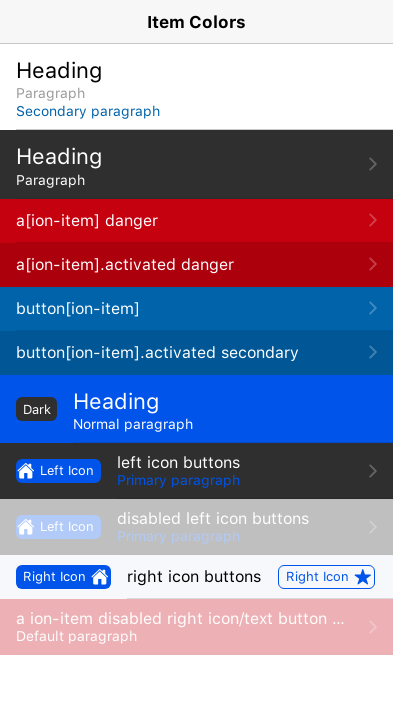 Item Colors
Heading
Paragraph
Secondary paragraph
Heading
Paragraph
a[ion-item] danger
a[ion-item].activated danger
button[ion-item]
button[ion-item].activated secondary
Dark
Heading
Normal paragraph
Left Icon
left icon buttons
Primary paragraph
Left Icon
disabled left icon buttons
Primary paragraph
Right Icon right icon buttons Right Icon
a ion-item disabled right icon/text button ...
Default paragraph